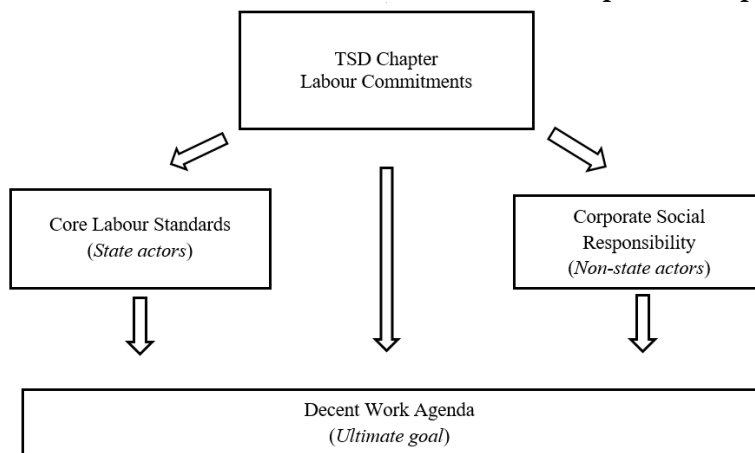 TSD Chapter
Labour Commitments
Core Labour Standards
(State actors)
Corporate Social
Responsibility
(Non-state actors)
Decent Work Agenda
(Ultimate goal)